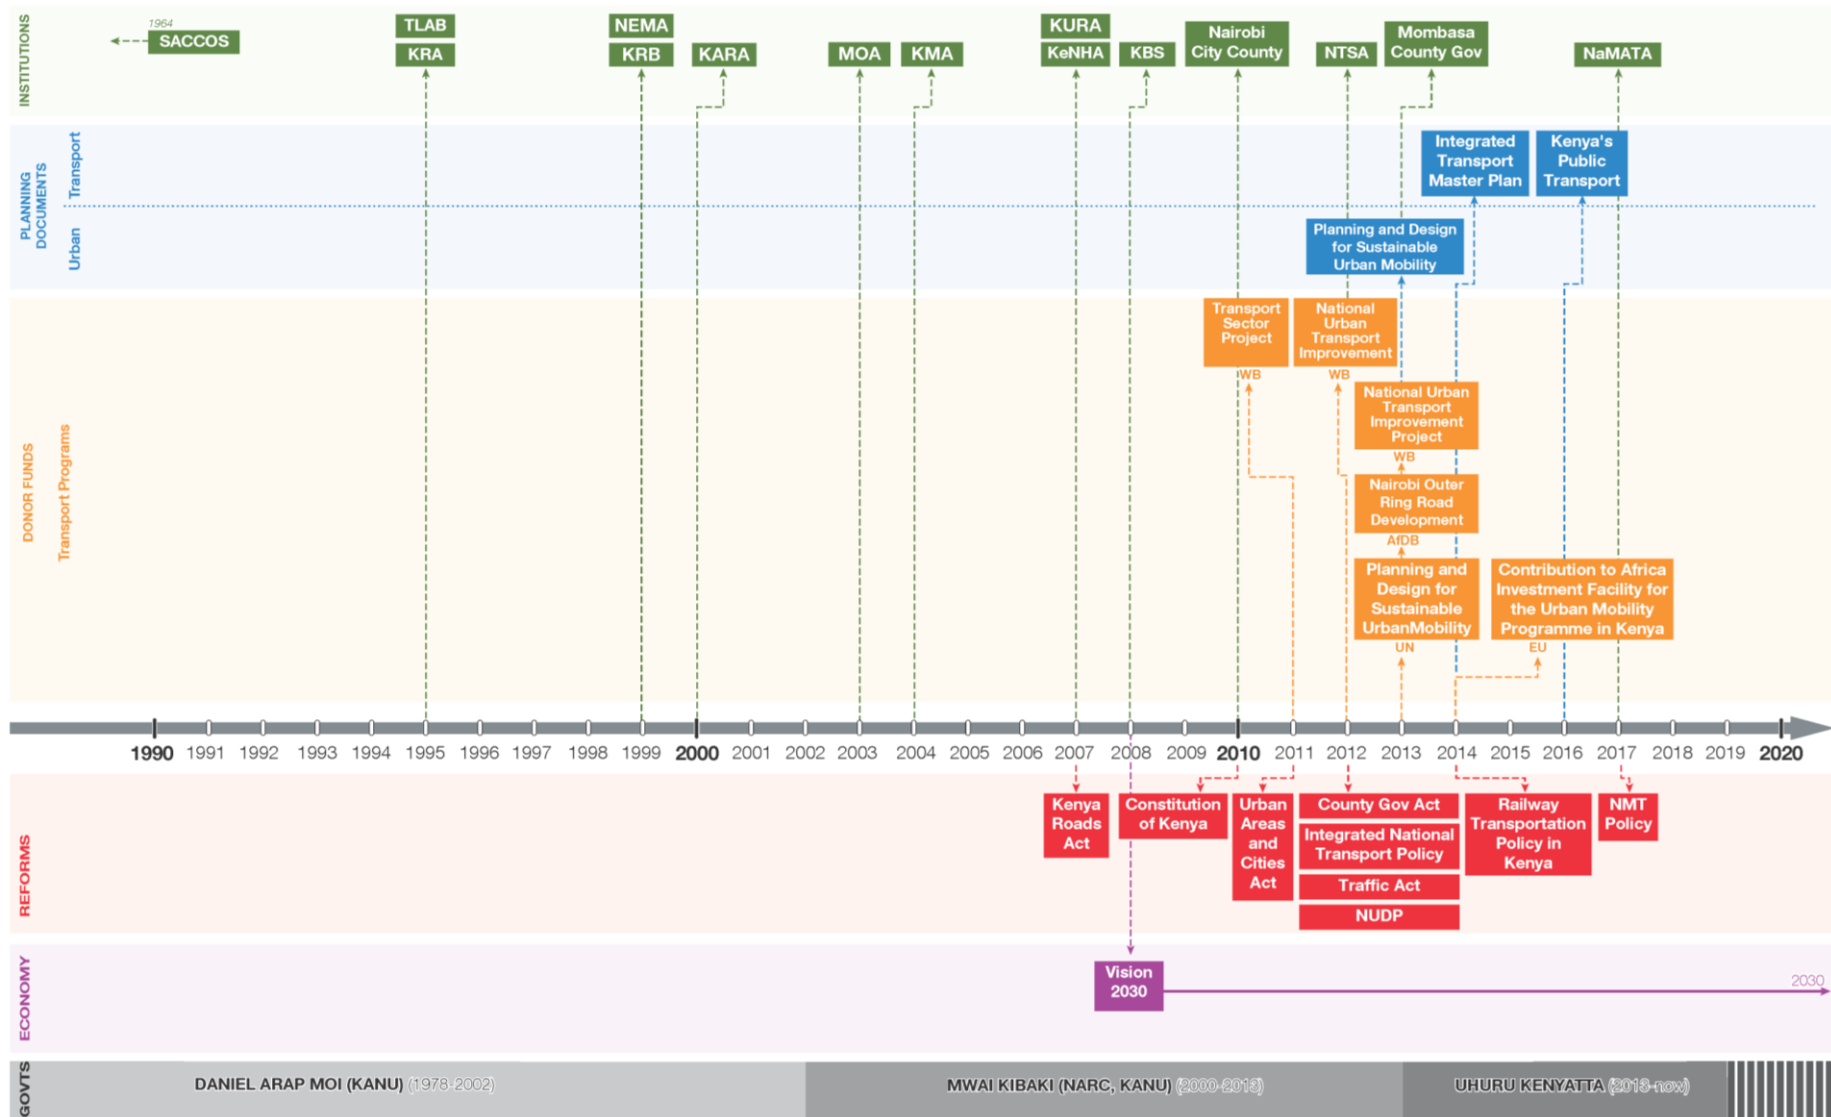 INSTITUTIONS
1964
SACCOS
TLAB
KRA
NEMA
KRB
KARA
MOA
KMA
KURA
KeNHA
KBS
Nairobi
City County
NTSA
Mombasa
County Gov
NaMATA
PLANNING
DOCUMENTS
Transport
Urban
Integrated
Transport
Master Plan
Kenya's
Public
Transport
Planning and Design
for Sustainable
Urban Mobility
DONOR FUNDS
Transport Programs
Transport
Sector
Project
WB
National
Urban
Transport
Improvement
WB
National Urban
Transport
Improvement
Project
WB
Nairobi Outer
Ring Road
Development
AfDB
Planning and
Design for
Sustainable
UrbanMobility
UN
Contribution to Africa
Investment Facility for
the Urban Mobility
Programme in Kenya
EU
1990 1991 1992 1993 1994 1995 1996 1997 1998 1999 2000 2001 2002 2003 2004 2005 2006 2007 2008 2009 2010 2011 2012 2013 2014 2015 2016 2017 2018 2019 2020
REFORMS
Kenya
Roads
Act
Constitution
of Kenya
Urban
Areas
and
Cities
Act
County Gov Act
Integrated National
Transport Policy
Traffic Act
NUDP
Railway
Transportation
Policy in
Kenya
NMT
Policy
ECONOMY
Vision
2030
2030
GOVTS
DANIEL ARAP MOI (KANU) (1978-2002)
MWAI KIBAKI (NARC, KANU) (2000-2013)
UHURU KENYATTA (2013-now)